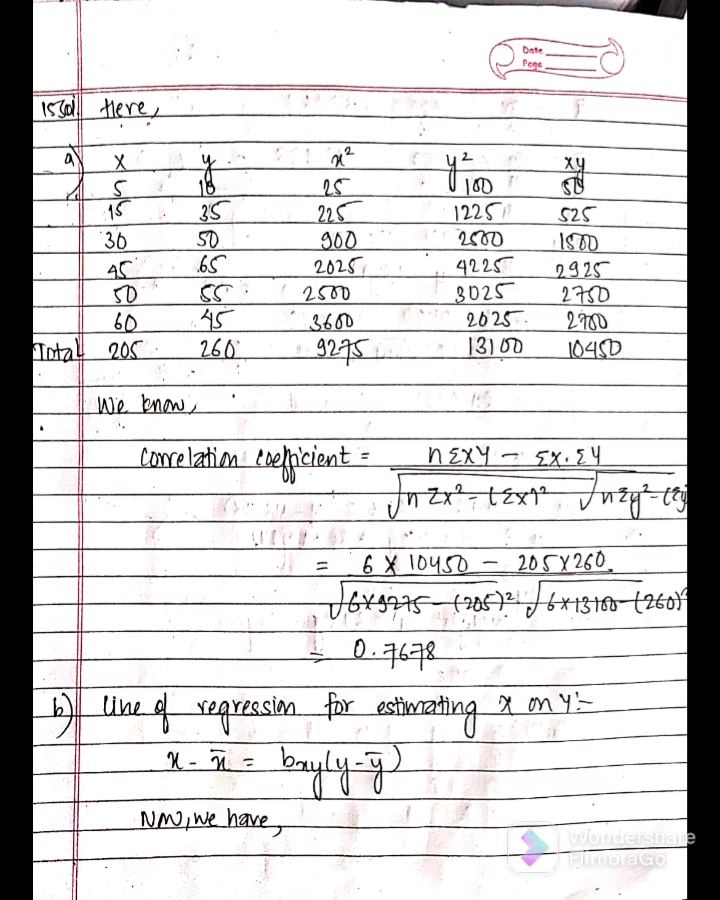 Date
Page
15 Sol. Here,
a) x y x² y² xy
5 10 25 100 50
15 35 225 1225 525
30 50 900 2500 1500
45 65 2025 4225 2925
50 55 2500 3025 2750
60 45 3600 2025 2700
Total 205 260 9275 13100 10450
We know,
Correlation coefficient = nΣXY - ΣX.ΣY
√nΣx²-(Σx)² √nΣy²-(Σy
= 6 × 10450 - 205×260
√6×9275-(205)² √6×13100-(260)²
= 0.7678
b) Line of regression for estimating x on Y:-
x - x̄ = bxy(y-ȳ)
Now, we have,
Wondershare
FilmoraGo